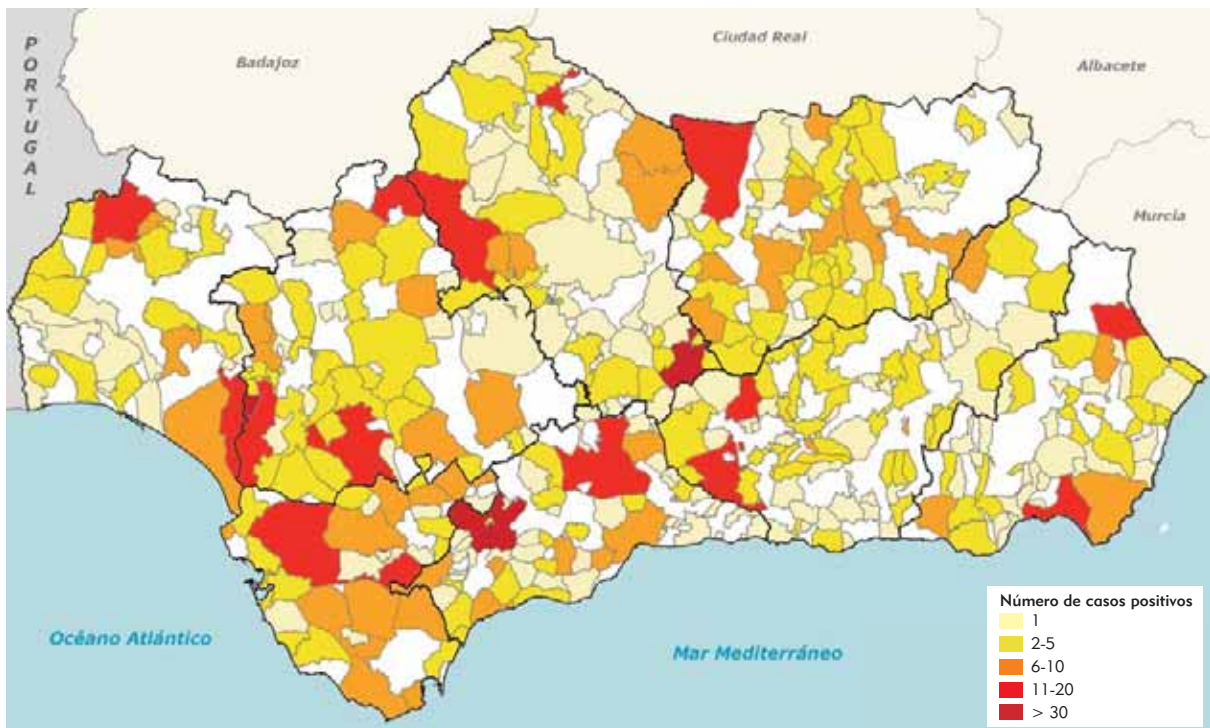 PORTUGAL
Badajoz
Ciudad Real
Albacete
Murcia
Océano Atlántico
Mar Mediterráneo
Número de casos positivos
1
2-5
6-10
11-20
> 30